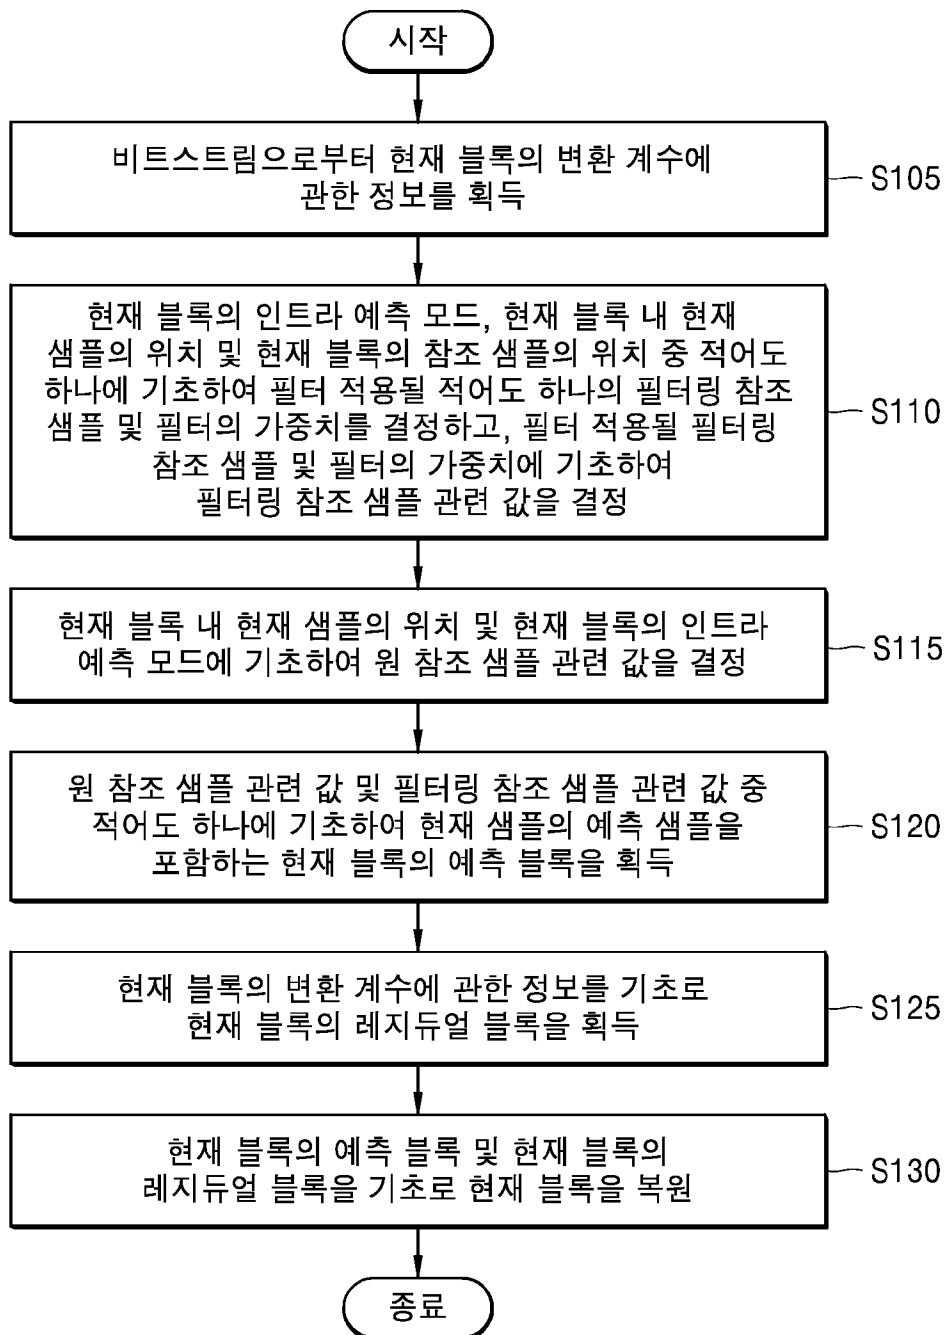 시작
비트스트림으로부터 현재 블록의 변환 계수에
관한 정보를 획득
S105
현재 블록의 인트라 예측 모드, 현재 블록 내 현재
샘플의 위치 및 현재 블록의 참조 샘플의 위치 중 적어도
하나에 기초하여 필터 적용될 적어도 하나의 필터링 참조
샘플 및 필터의 가중치를 결정하고, 필터 적용될 필터링
참조 샘플 및 필터의 가중치에 기초하여
필터링 참조 샘플 관련 값을 결정
S110
현재 블록 내 현재 샘플의 위치 및 현재 블록의 인트라
예측 모드에 기초하여 원 참조 샘플 관련 값을 결정
S115
원 참조 샘플 관련 값 및 필터링 참조 샘플 관련 값 중
적어도 하나에 기초하여 현재 샘플의 예측 샘플을
포함하는 현재 블록의 예측 블록을 획득
S120
현재 블록의 변환 계수에 관한 정보를 기초로
현재 블록의 레지듀얼 블록을 획득
S125
현재 블록의 예측 블록 및 현재 블록의
레지듀얼 블록을 기초로 현재 블록을 복원
S130
종료